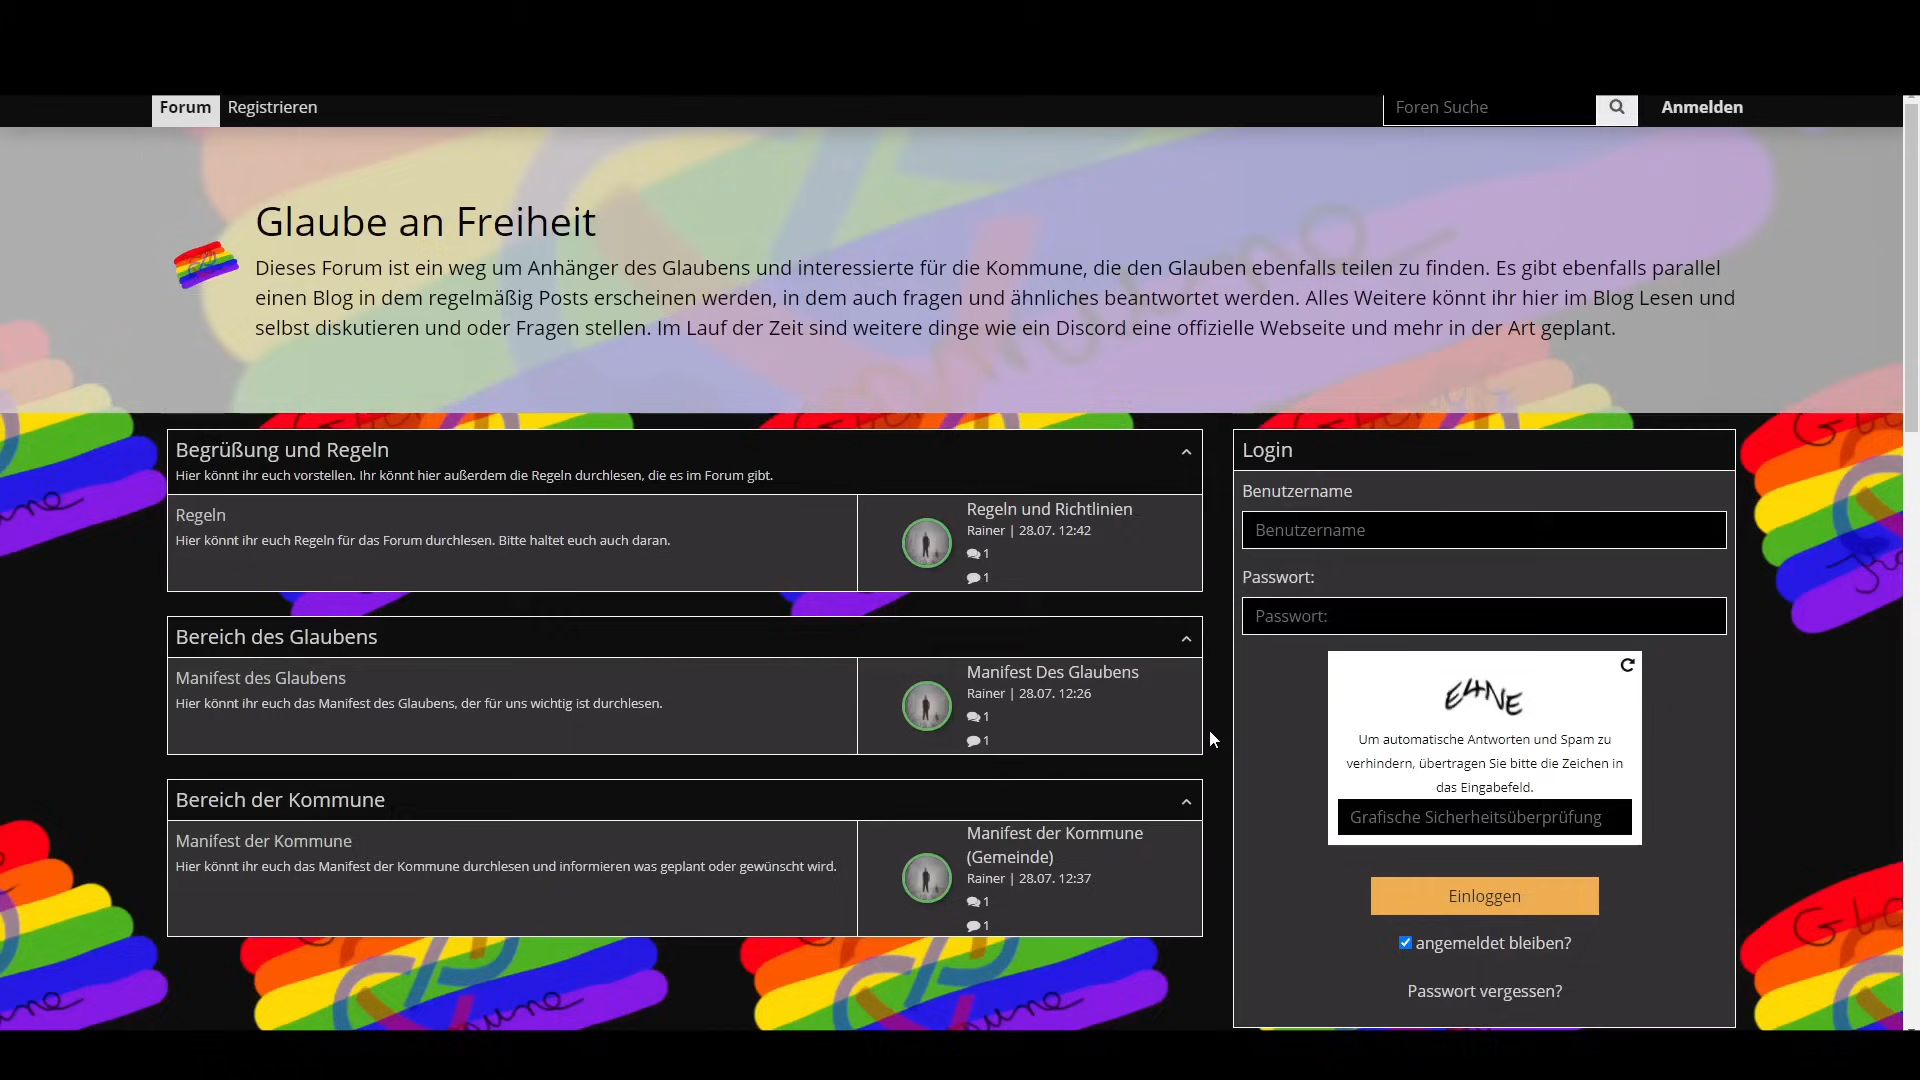 Forum
Registrieren
Foren Suche
Anmelden
Glaube an Freiheit
Dieses Forum ist ein weg um Anhänger des Glaubens und interessierte für die Kommune, die den Glauben ebenfalls teilen zu finden. Es gibt ebenfalls parallel
einen Blog in dem regelmäßig Posts erscheinen werden, in dem auch fragen und ähnliches beantwortet werden. Alles Weitere könnt ihr hier im Blog Lesen und
selbst diskutieren und oder Fragen stellen. Im Lauf der Zeit sind weitere dinge wie ein Discord eine offizielle Webseite und mehr in der Art geplant.
Begrüßung und Regeln
Hier könnt ihr euch vorstellen. Ihr könnt hier außerdem die Regeln durchlesen, die es im Forum gibt.
Regeln
Hier könnt ihr euch Regeln für das Forum durchlesen. Bitte haltet euch auch daran.
Regeln und Richtlinien
Rainer | 28.07. 12:42
1
1
Bereich des Glaubens
Manifest des Glaubens
Hier könnt ihr euch das Manifest des Glaubens, der für uns wichtig ist durchlesen.
Manifest Des Glaubens
Rainer | 28.07. 12:26
1
1
Bereich der Kommune
Manifest der Kommune
Hier könnt ihr euch das Manifest der Kommune durchlesen und informieren was geplant oder gewünscht wird.
Manifest der Kommune
(Gemeinde)
Rainer | 28.07. 12:37
1
1
Login
Benutzername
Benutzername
Passwort:
Passwort:
E4NE
Um automatische Antworten und Spam zu
verhindern, übertragen Sie bitte die Zeichen in
das Eingabefeld.
Grafische Sicherheitsüberprüfung
Einloggen
angemeldet bleiben?
Passwort vergessen?